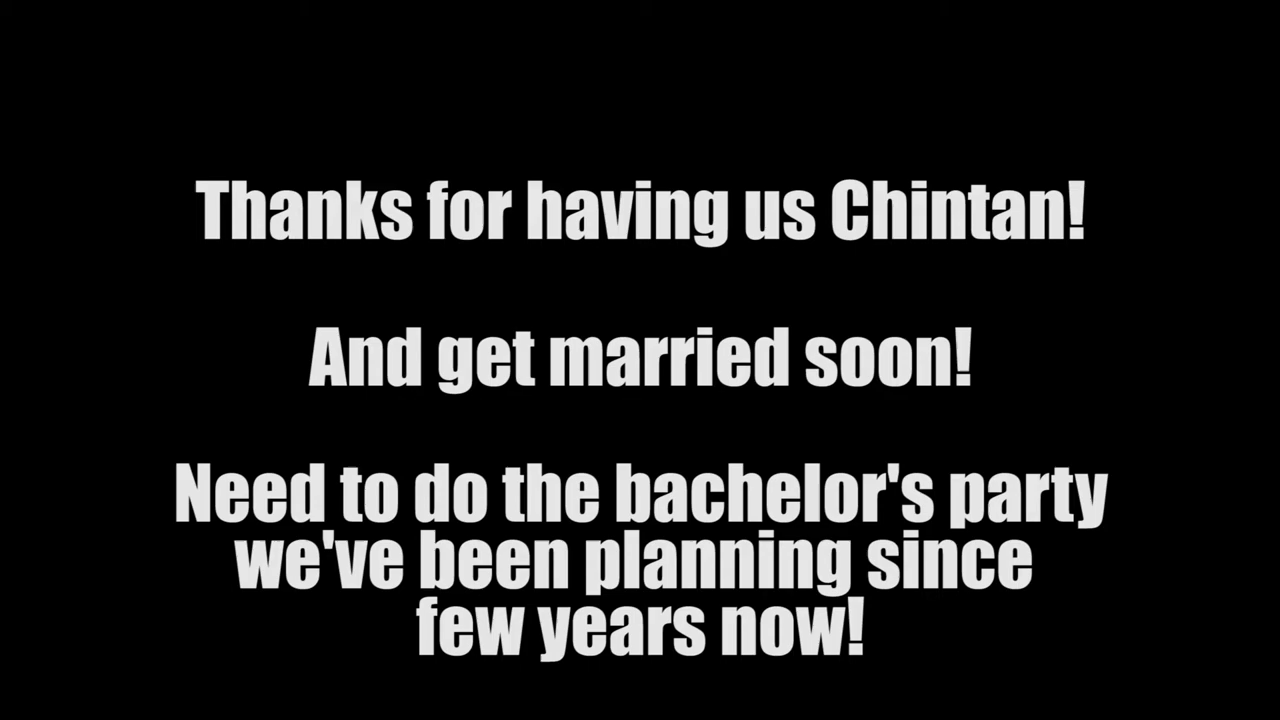 Thanks for having us Chintan!
And get married soon!
Need to do the bachelor's party
we've been planning since
few years now!